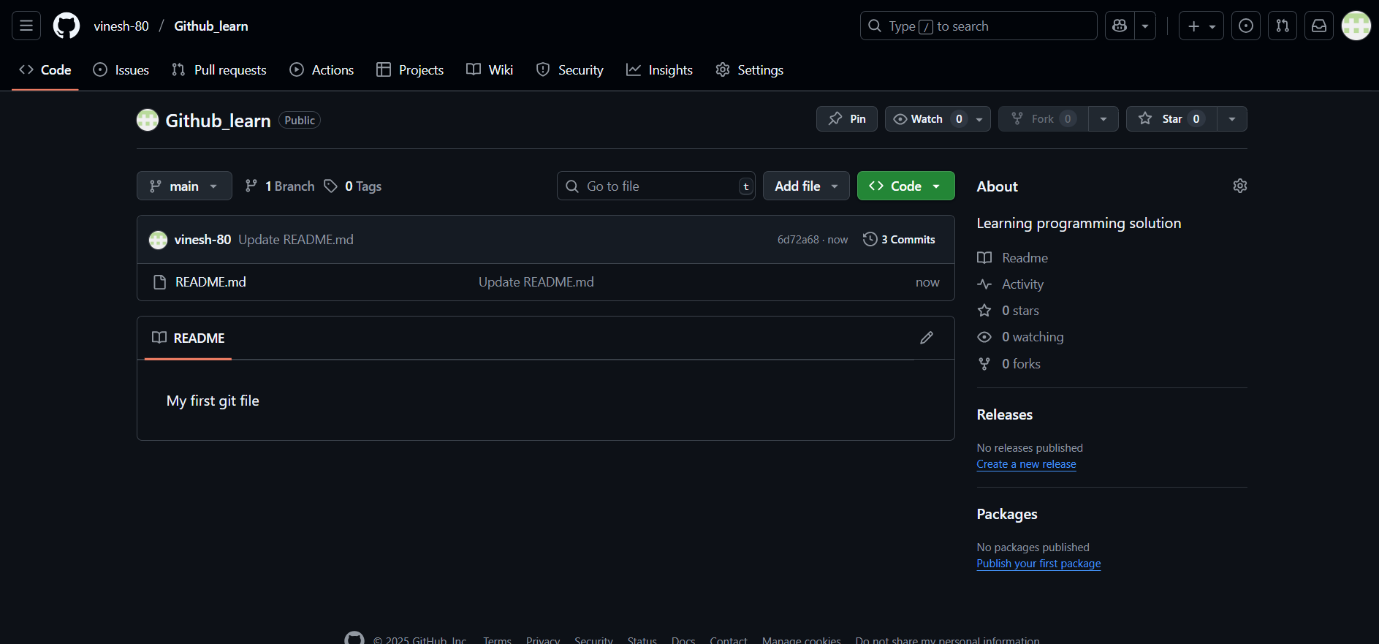 vinesh-80 / Github_learn
Type / to search
Code Issues Pull requests Actions Projects Wiki Security Insights Settings
Github_learn Public
Pin Watch 0 Fork 0 Star 0
main 1 Branch 0 Tags
Go to file t Add file Code
vinesh-80 Update README.md 6d72a68 · now 3 Commits
README.md Update README.md now
README
My first git file
About
Learning programming solution
Readme
Activity
0 stars
0 watching
0 forks
Releases
No releases published
Create a new release
Packages
No packages published
Publish your first package
© 2025 GitHub, Inc. Terms Privacy Security Status Docs Contact Manage cookies Do not share my personal information